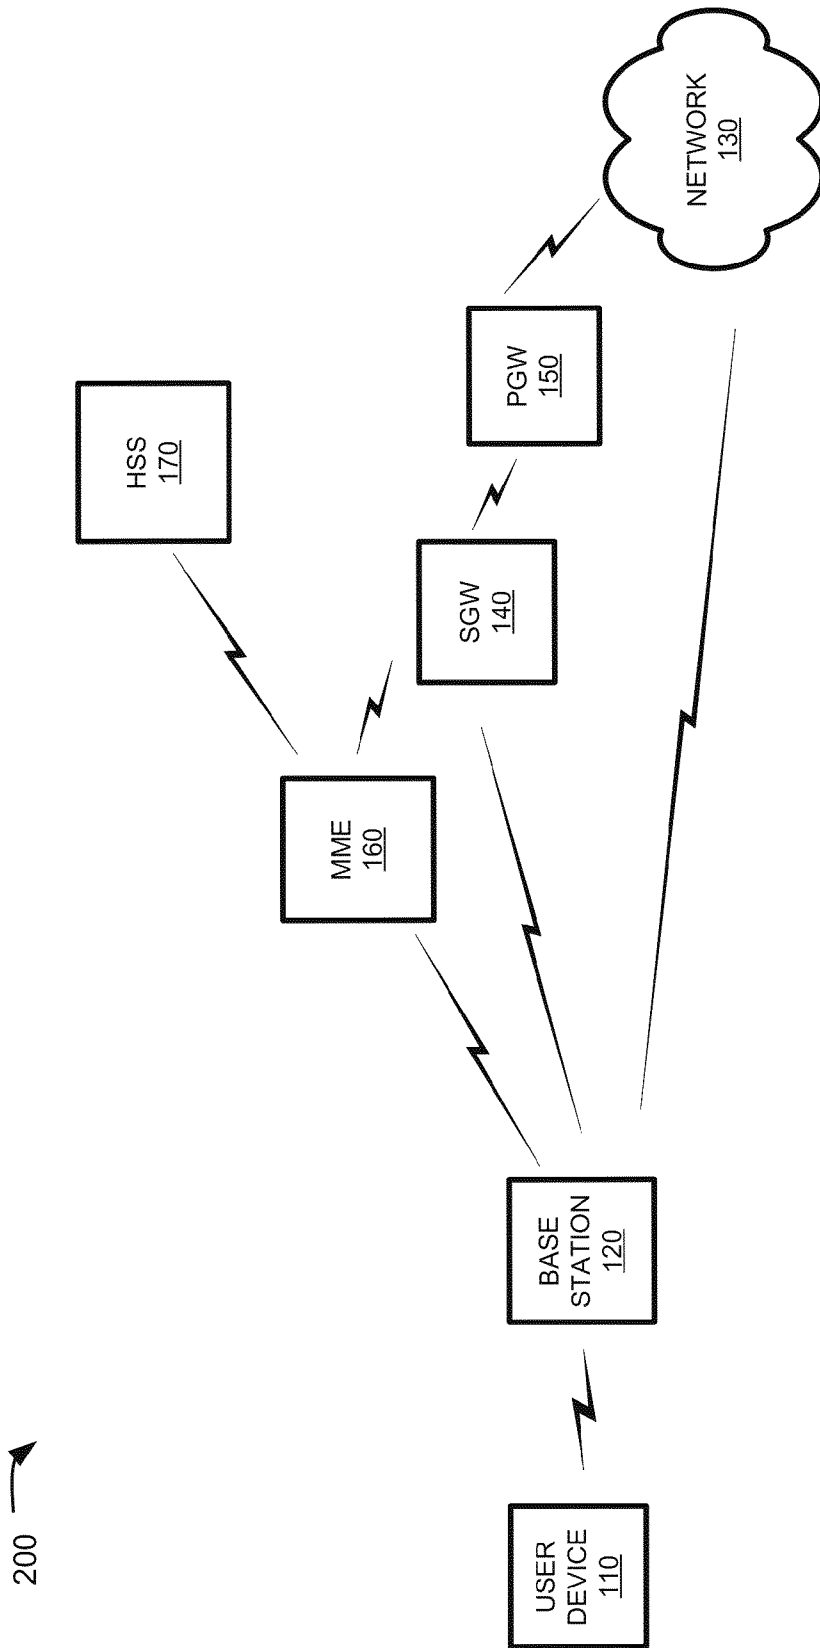 200
HSS
170
MME
160
SGW
140
PGW
150
NETWORK
130
BASE
STATION
120
USER
DEVICE
110